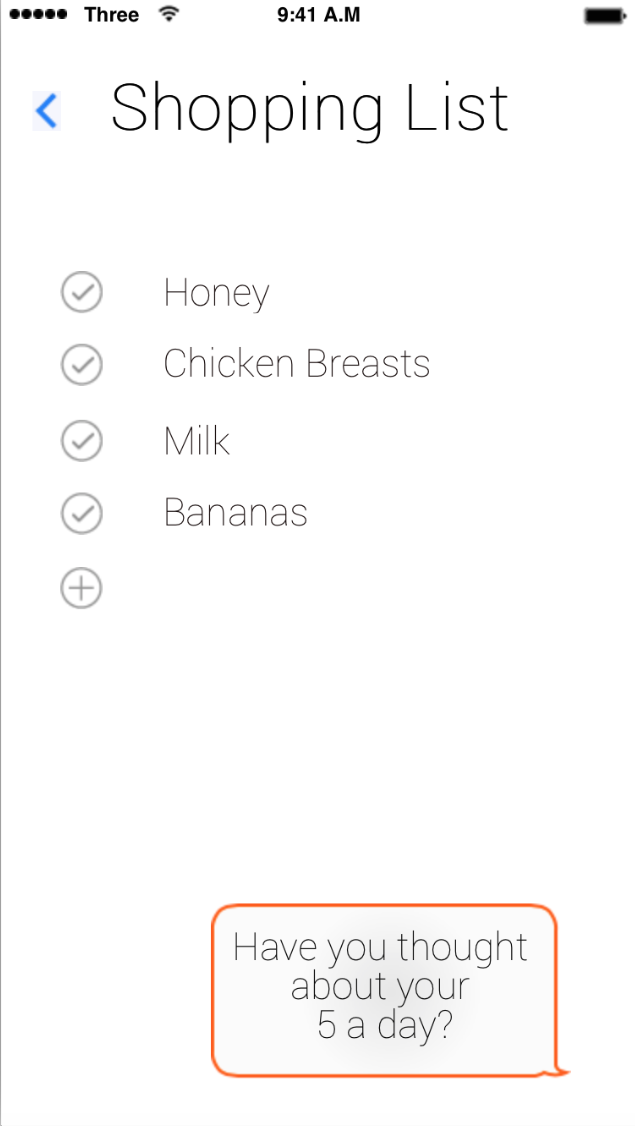 Three 9:41 A.M
Shopping List
Honey
Chicken Breasts
Milk
Bananas
Have you thought
about your
5 a day?